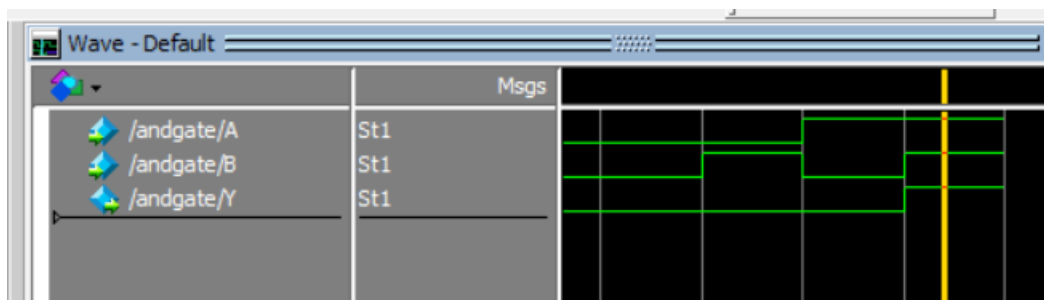 Wave - Default
Msgs
/andgate/A St1
/andgate/B St1
/andgate/Y St1